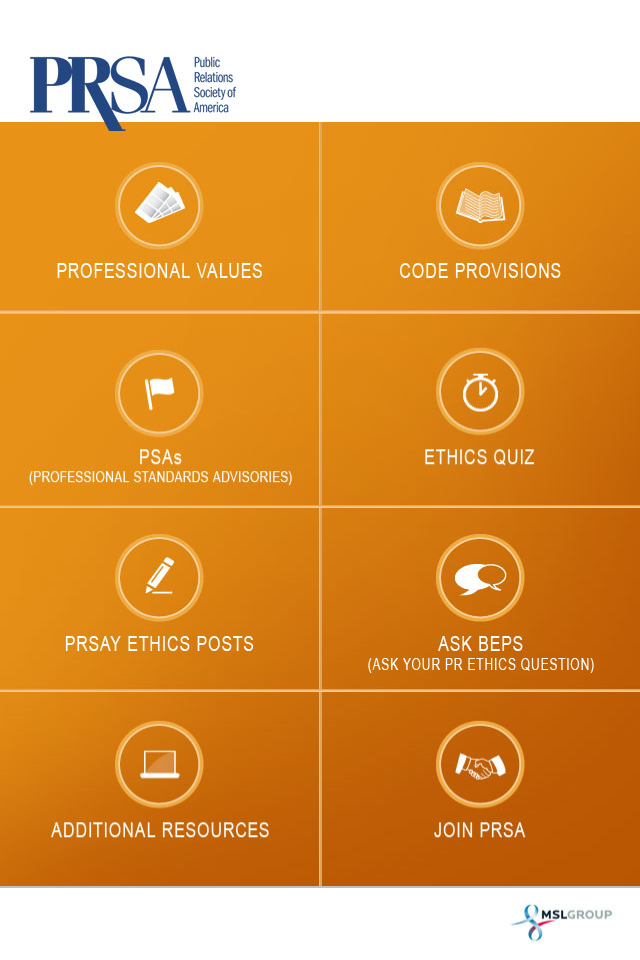 PRSA
Public
Relations
Society of
America
PROFESSIONAL VALUES
CODE PROVISIONS
PSAs
(PROFESSIONAL STANDARDS ADVISORIES)
ETHICS QUIZ
PRSAY ETHICS POSTS
ASK BEPS
(ASK YOUR PR ETHICS QUESTION)
ADDITIONAL RESOURCES
JOIN PRSA
MSLGROUP